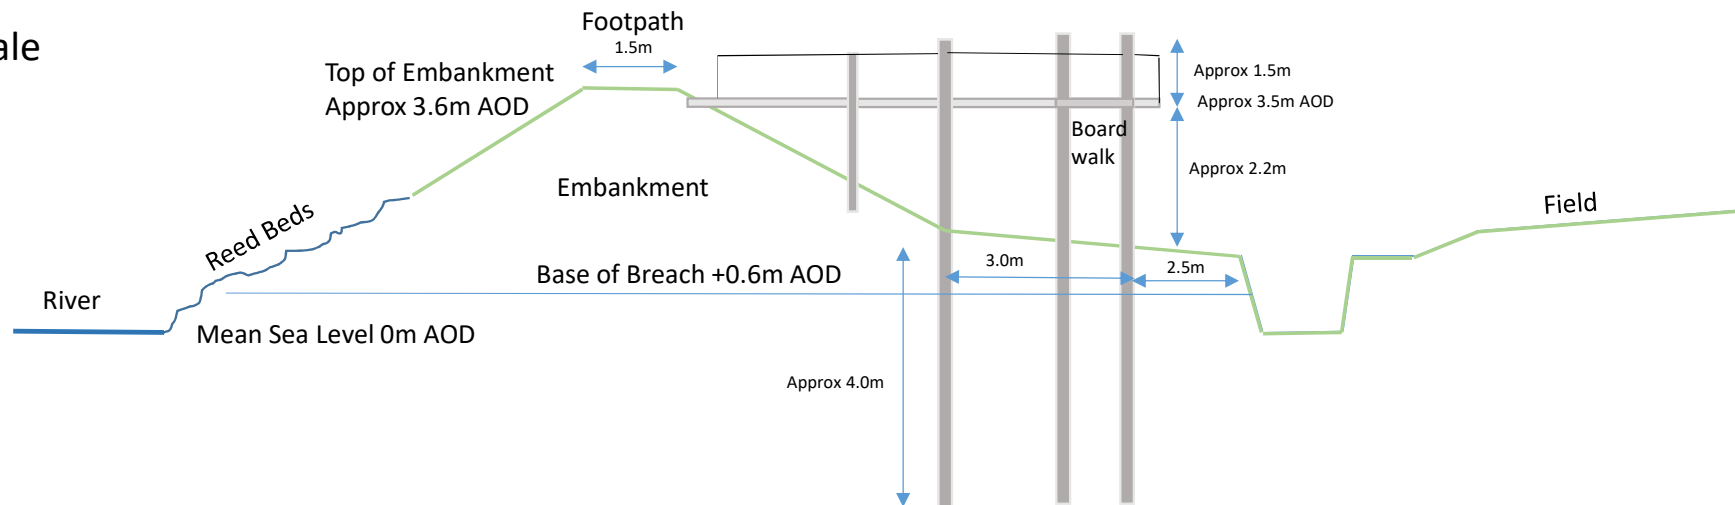 ale
Footpath
1.5m
Top of Embankment
Approx 3.6m AOD
Approx 1.5m
Approx 3.5m AOD
Board
walk
Approx 2.2m
Embankment
Reed Beds
Field
Base of Breach +0.6m AOD
3.0m
2.5m
River
Mean Sea Level 0m AOD
Approx 4.0m